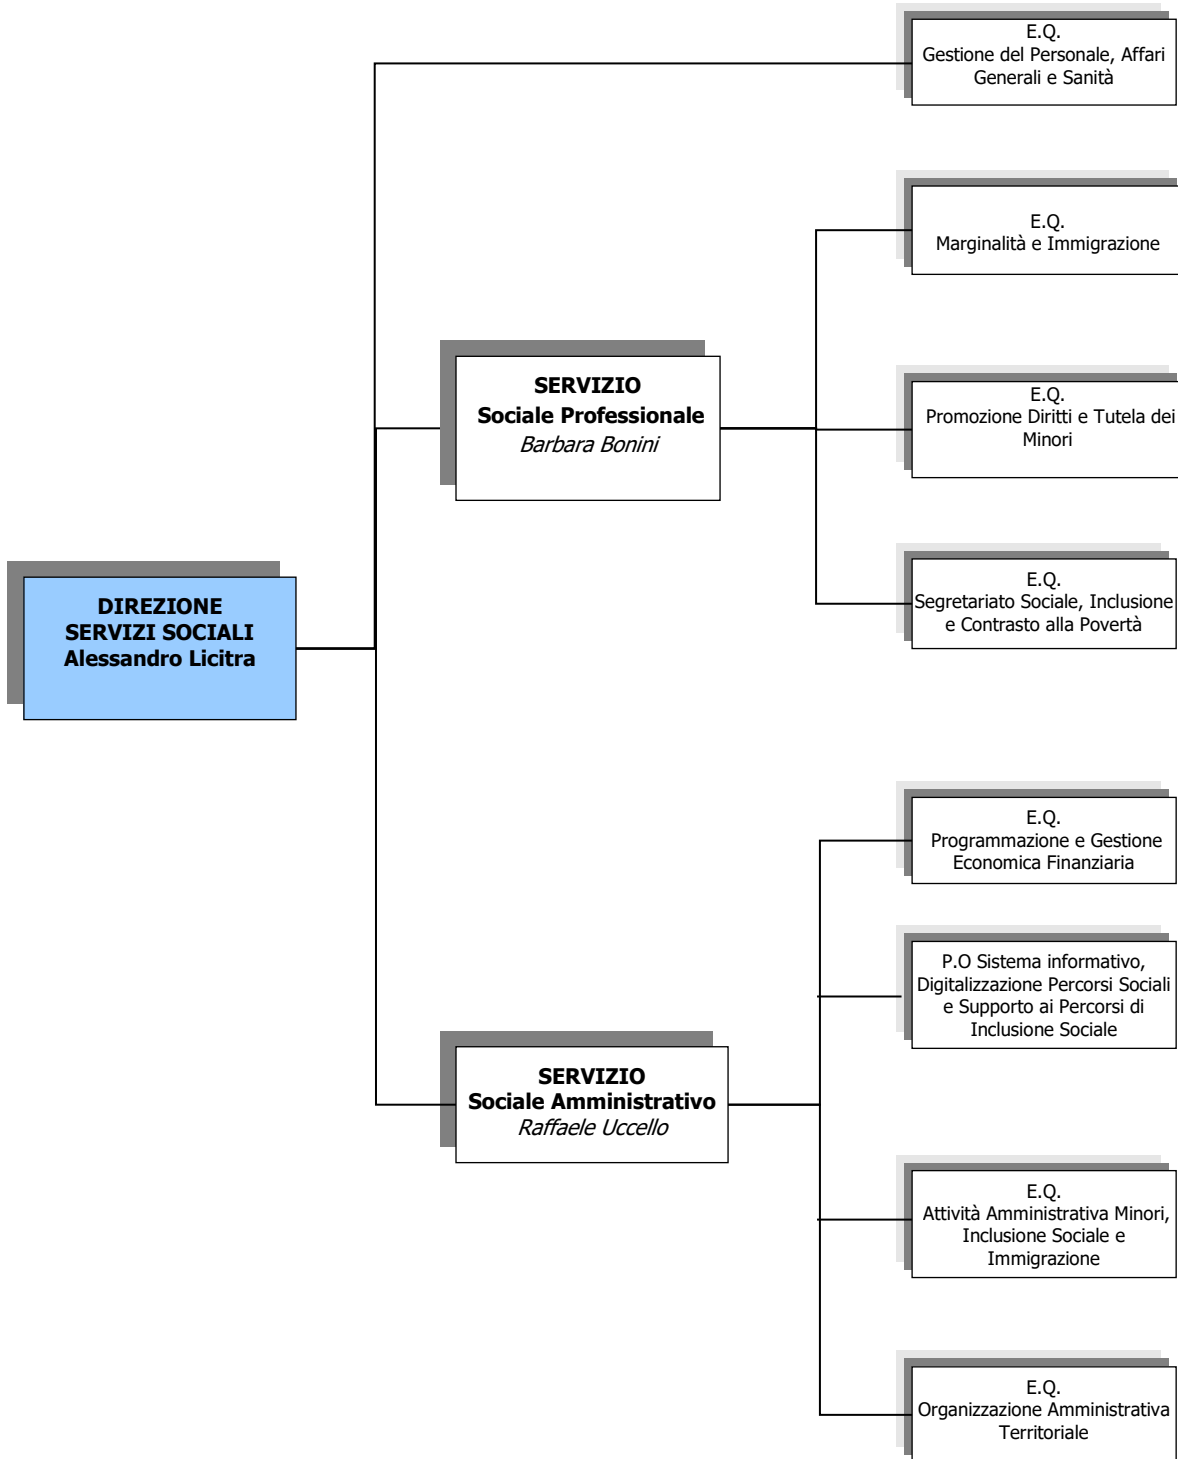 E.Q.
Gestione del Personale, Affari
Generali e Sanità
E.Q.
Marginalità e Immigrazione
SERVIZIO
Sociale Professionale
Barbara Bonini
E.Q.
Promozione Diritti e Tutela dei
Minori
E.Q.
Segretariato Sociale, Inclusione
e Contrasto alla Povertà
DIREZIONE
SERVIZI SOCIALI
Alessandro Licitra
E.Q.
Programmazione e Gestione
Economica Finanziaria
P.O Sistema informativo,
Digitalizzazione Percorsi Sociali
e Supporto ai Percorsi di
Inclusione Sociale
SERVIZIO
Sociale Amministrativo
Raffaele Uccello
E.Q.
Attività Amministrativa Minori,
Inclusione Sociale e
Immigrazione
E.Q.
Organizzazione Amministrativa
Territoriale